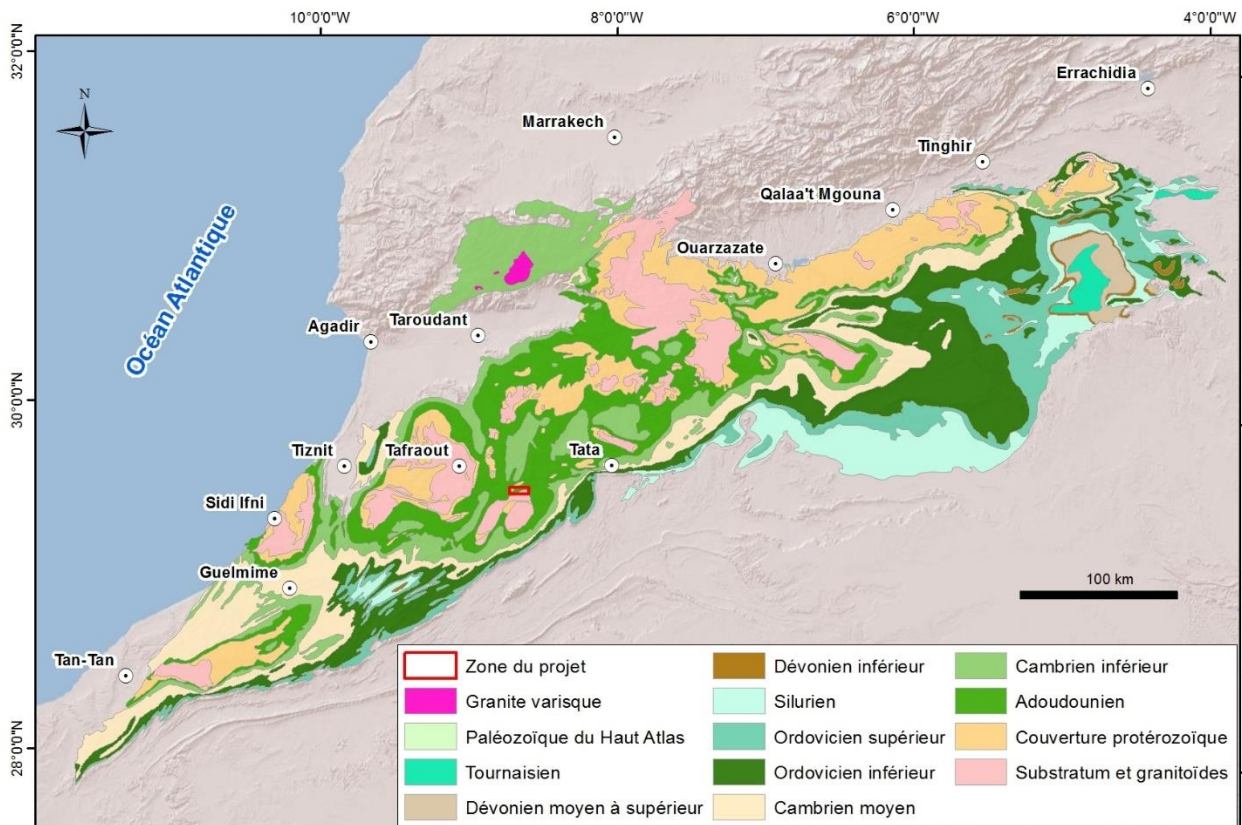 10°0'0"W
8°0'0"W
6°0'0"W
4°0'0"W
32°0'0"N
30°0'0"N
28°0'0"N
N
Océan Atlantique
Errachidia
Marrakech
Tinghir
Qalaa't Mgouna
Ouarzazate
Agadir
Taroudant
Tiznit
Tafraout
Tata
Sidi Ifni
Guelmime
Tan-Tan
100 km
Zone du projet
Granite varisque
Paléozoïque du Haut Atlas
Tournaisien
Dévonien moyen à supérieur
Dévonien inférieur
Silurien
Ordovicien supérieur
Ordovicien inférieur
Cambrien moyen
Cambrien inférieur
Adoudounien
Couverture protérozoïque
Substratum et granitoïdes